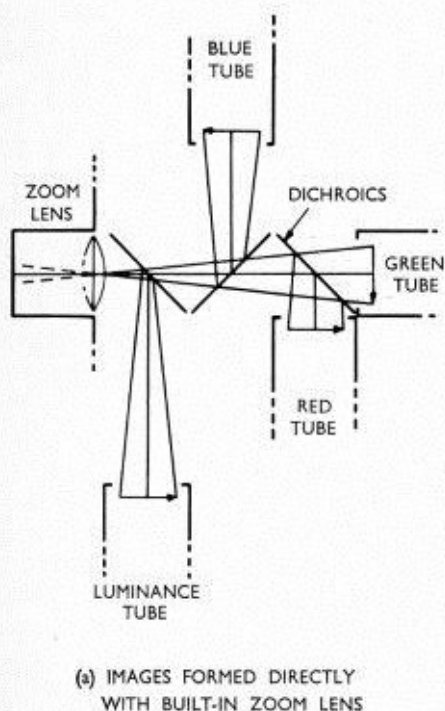 BLUE
TUBE
ZOOM
LENS
DICHROICS
GREEN
TUBE
RED
TUBE
LUMINANCE
TUBE
(a) IMAGES FORMED DIRECTLY
WITH BUILT-IN ZOOM LENS